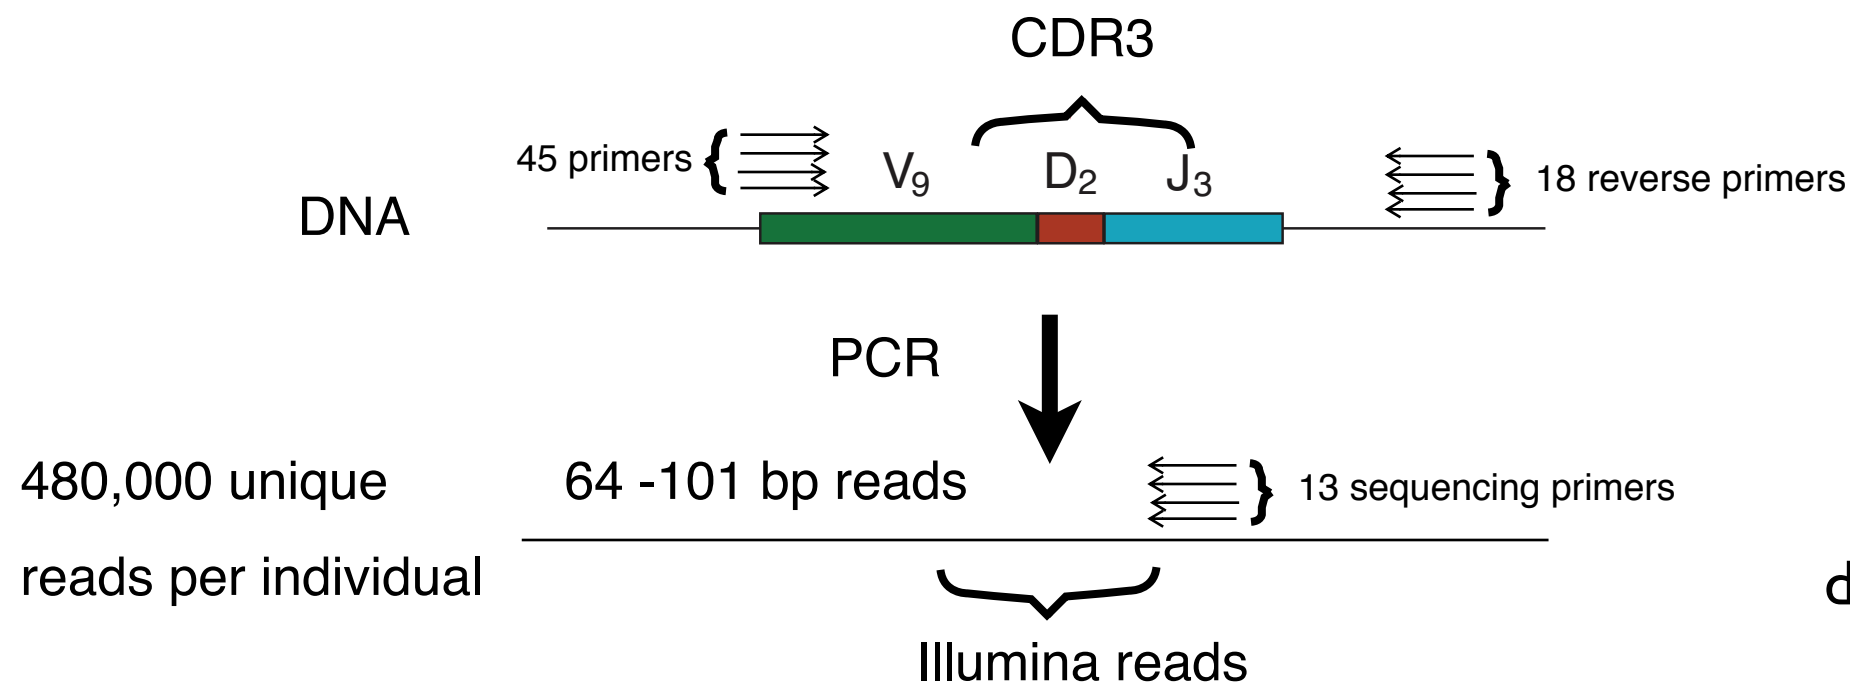 CDR3
45 primers
V9
D2
J3
18 reverse primers
DNA
PCR
480,000 unique
64 -101 bp reads
13 sequencing primers
reads per individual
d
Illumina reads